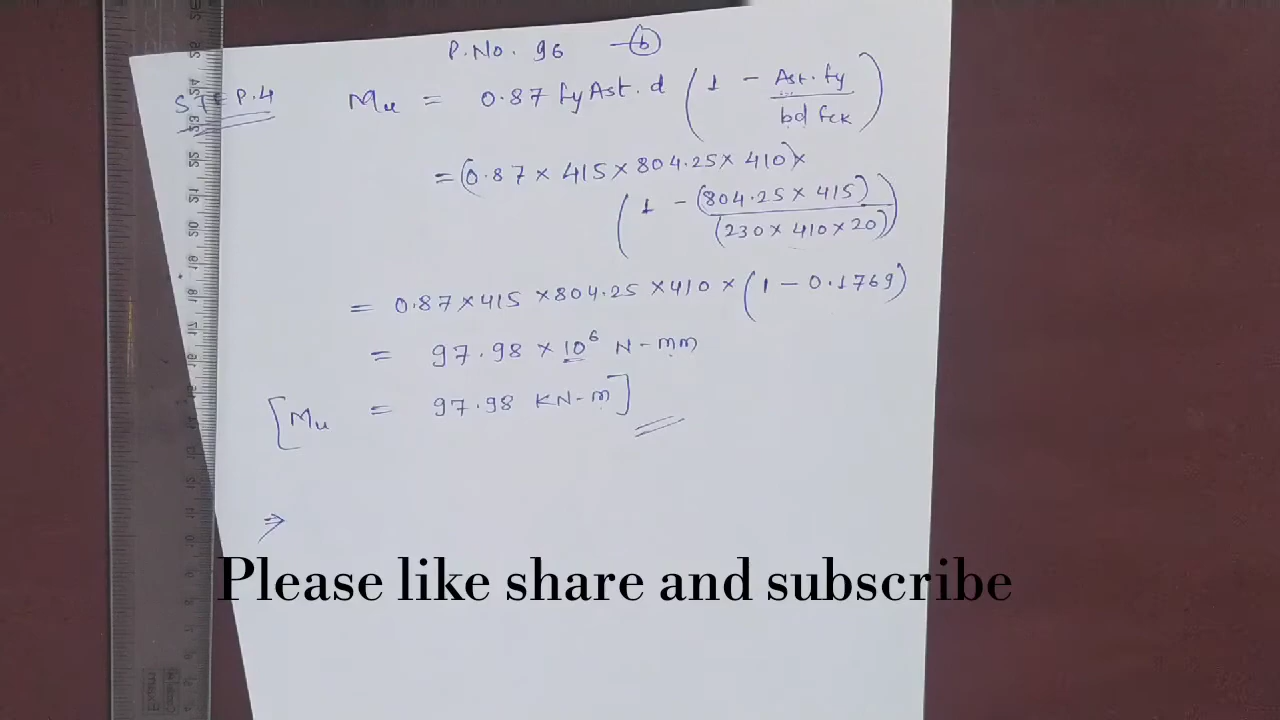 P.No. 96 - b
STEP.4 Mu = 0.87 fy Ast. d ( 1 - Ast. fy / bd fck )
= (0.87 × 415 × 804.25 × 410) ×
( 1 - (804.25 × 415) / (230 × 410 × 20) )
= 0.87 × 415 × 804.25 × 410 × ( 1 - 0.1769 )
= 97.98 × 10⁶ N-mm
[ Mu = 97.98 KN-m ]
⇒
Please like share and subscribe